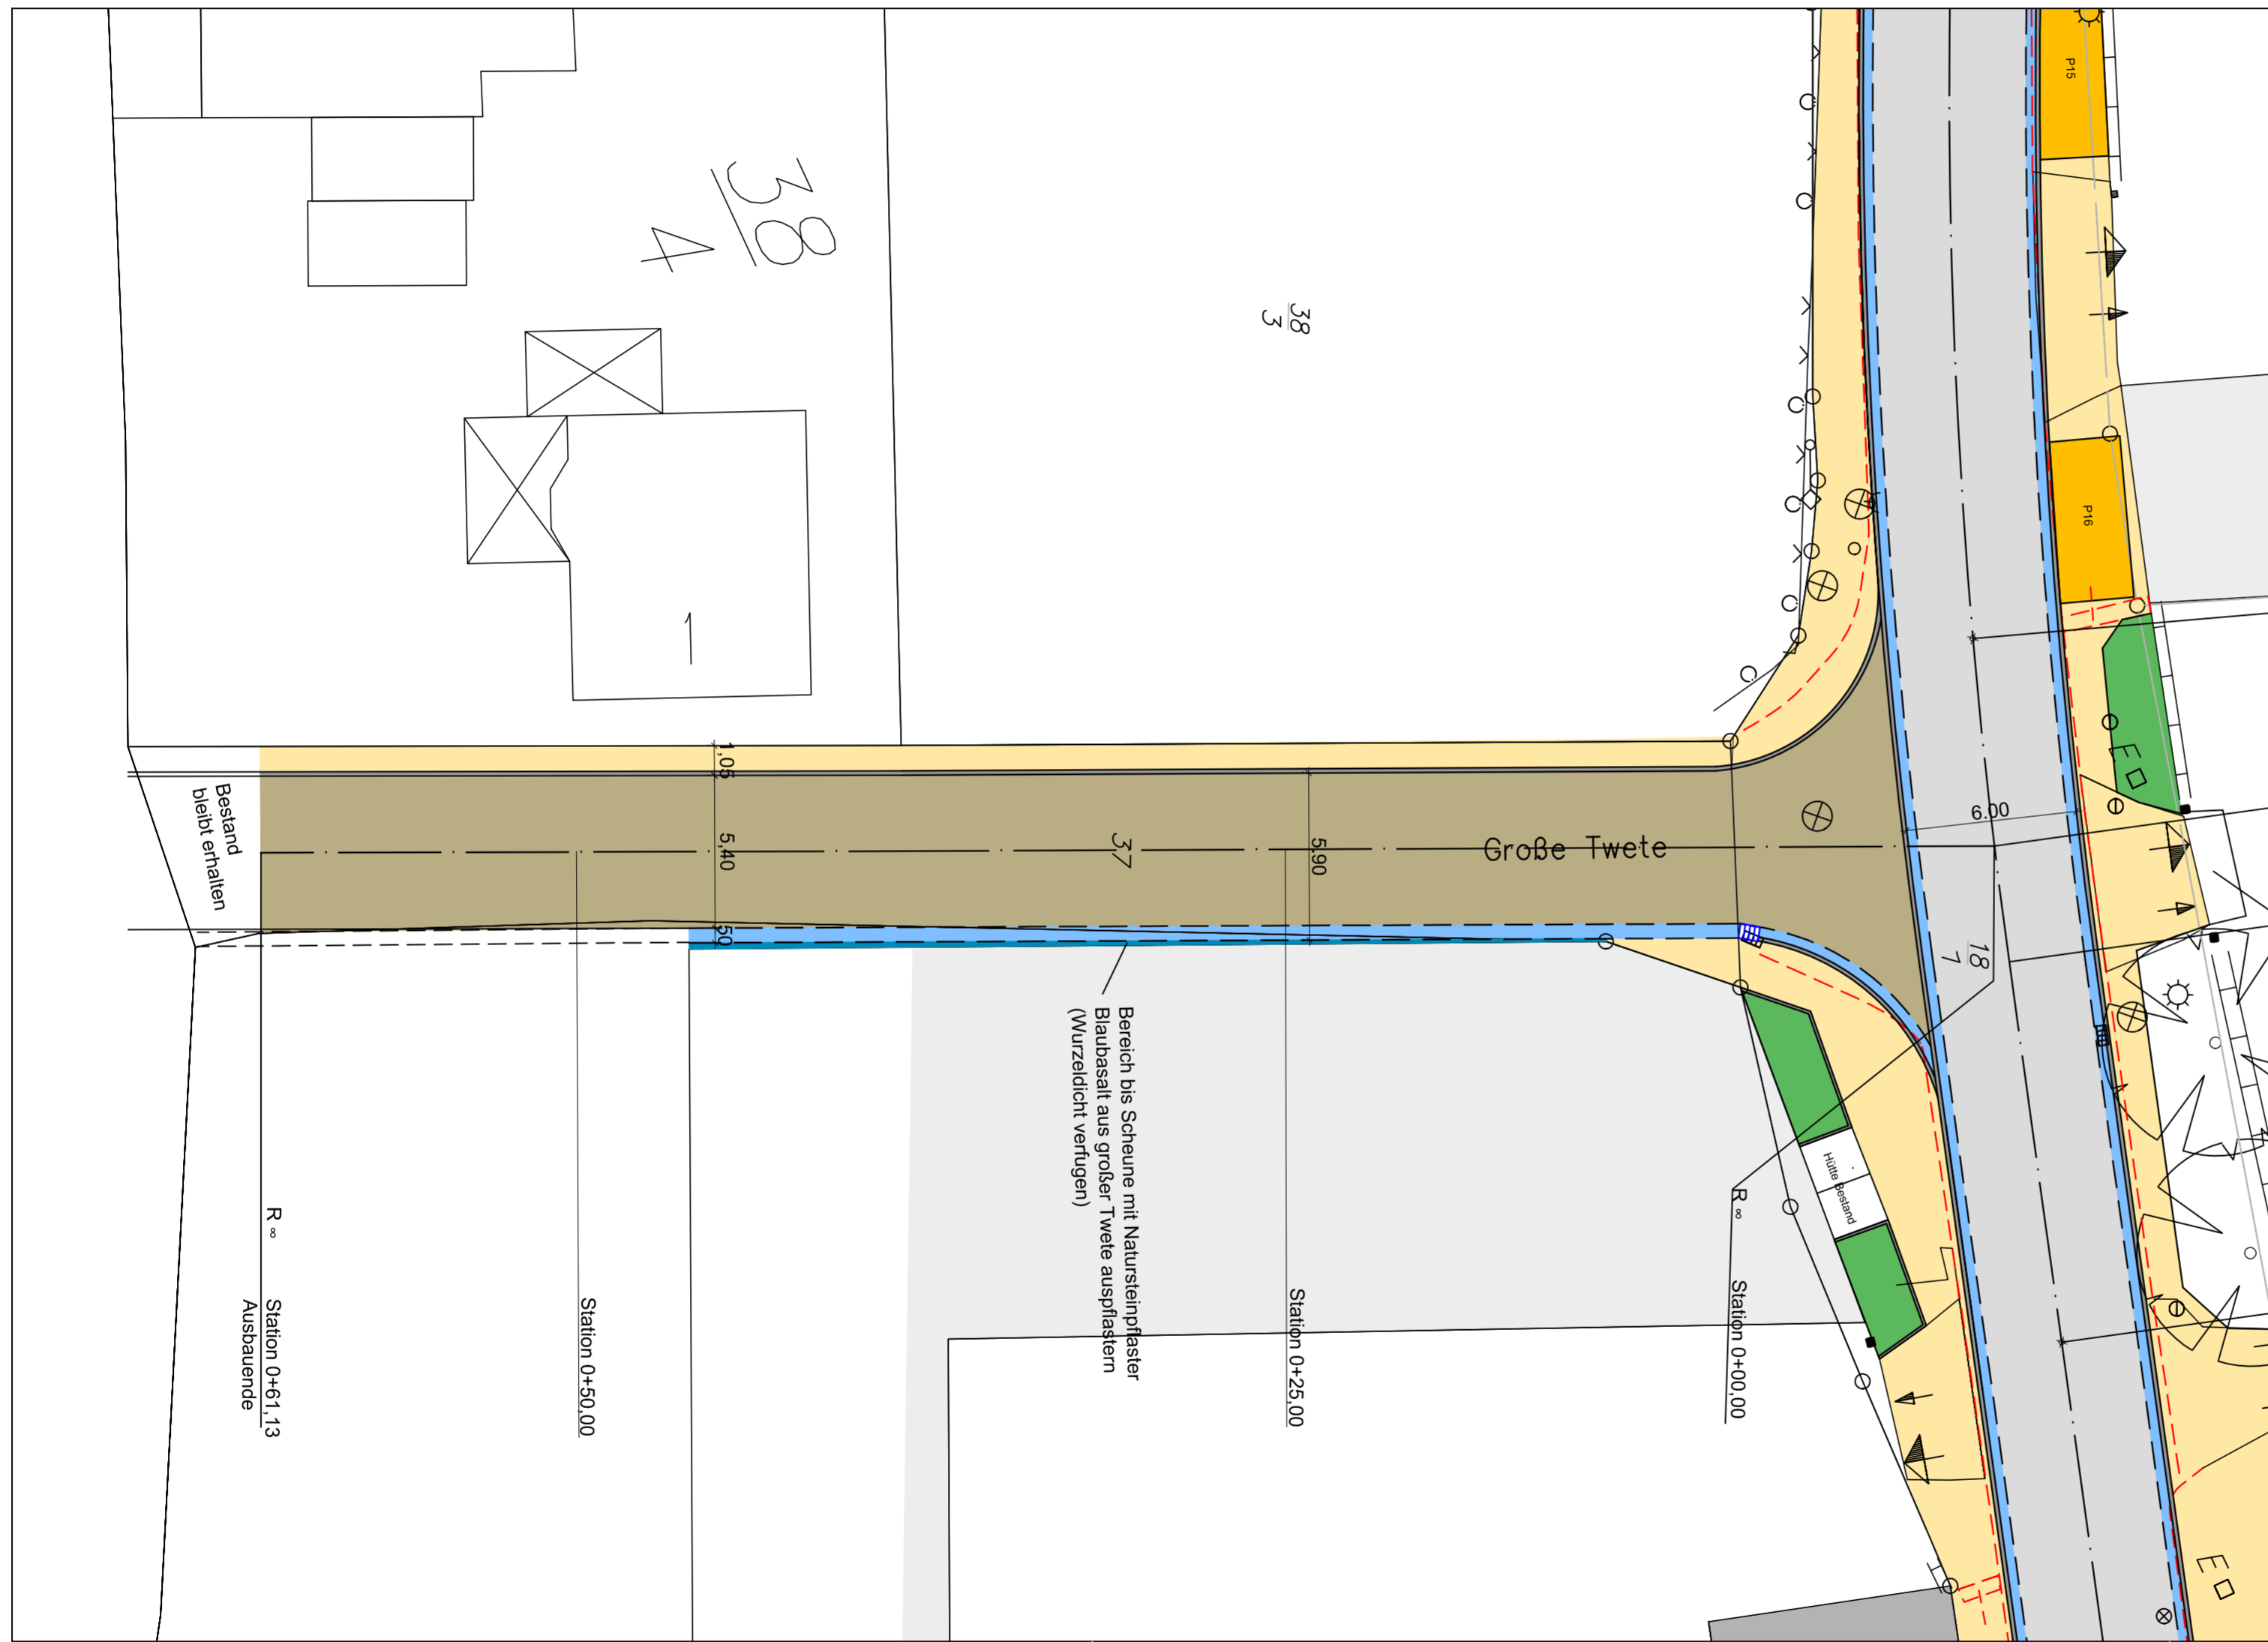 P15
38
4
38
3
P16
1
E
1,05
5,40
50
5.90
37
Große Twete
6.00
18
7
Bestand
bleibt erhalten
Bereich bis Scheune mit Natursteinpflaster
Blaubasalt aus großer Twete auspflastern
(Wurzeldicht verfugen)
Hütte Bestand
R ∞
Station 0+61,13
Ausbauende
Station 0+50,00
Station 0+25,00
R ∞
Station 0+00,00
E